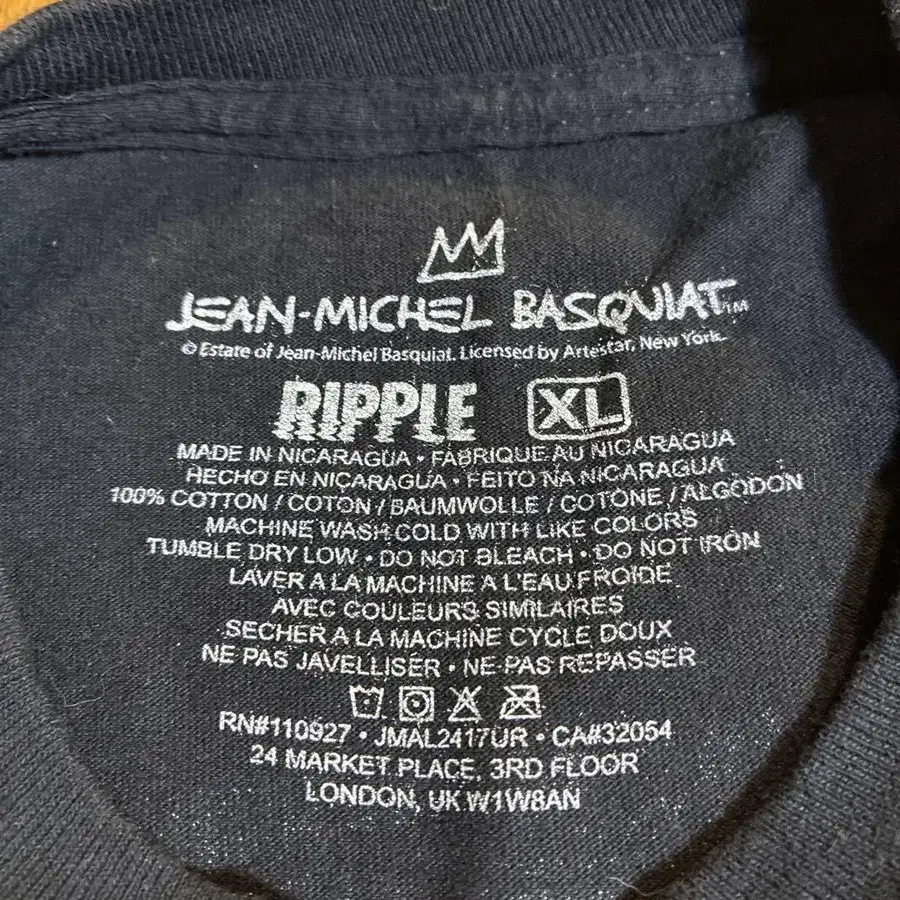 JEAN-MICHEL BASQUIAT™
© Estate of Jean-Michel Basquiat. Licensed by Artestar, New York.
RIPPLE XL
MADE IN NICARAGUA • FABRIQUE AU NICARAGUA
HECHO EN NICARAGUA • FEITO NA NICARAGUA
100% COTTON / COTON / BAUMWOLLE / COTONE / ALGODON
MACHINE WASH COLD WITH LIKE COLORS
TUMBLE DRY LOW • DO NOT BLEACH • DO NOT IRON
LAVER A LA MACHINE A L'EAU FROIDE
AVEC COULEURS SIMILAIRES
SECHER A LA MACHINE CYCLE DOUX
NE PAS JAVELLISER • NE PAS REPASSER
RN#110927 • JMAL2417UR • CA#32054
24 MARKET PLACE, 3RD FLOOR
LONDON, UK W1W8AN